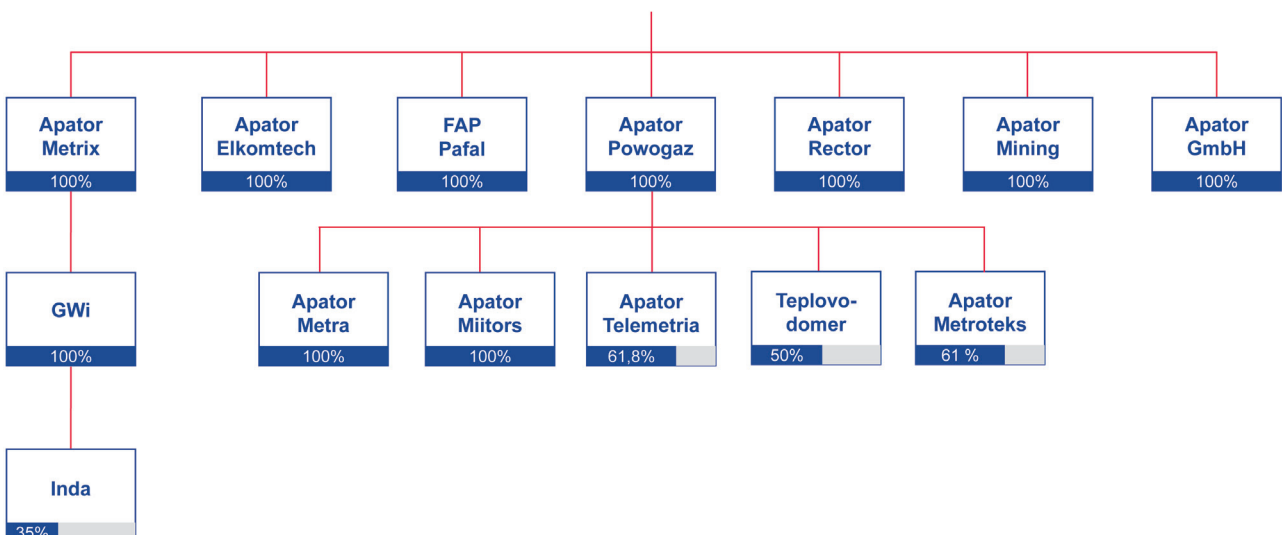 Apator
Metrix
100%
Apator
Elkomtech
100%
FAP
Pafal
100%
Apator
Powogaz
100%
Apator
Rector
100%
Apator
Mining
100%
Apator
GmbH
100%
GWi
100%
Apator
Metra
100%
Apator
Miitors
100%
Apator
Telemetria
61,8%
Teplovo-
domer
50%
Apator
Metroteks
61 %
Inda
35%